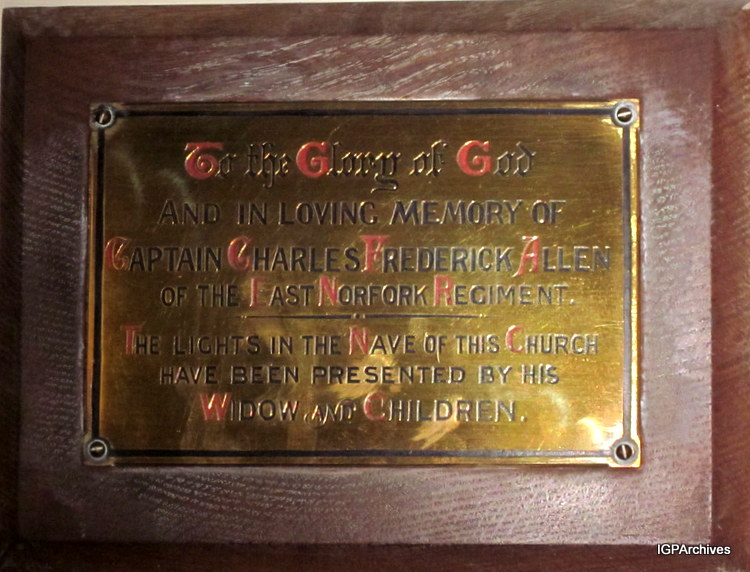 To the Glory of God
AND IN LOVING MEMORY OF
CAPTAIN CHARLES FREDERICK ALLEN
OF THE EAST NORFORK REGIMENT.
THE LIGHTS IN THE NAVE OF THIS CHURCH
HAVE BEEN PRESENTED BY HIS
WIDOW AND CHILDREN.
IGPArchives